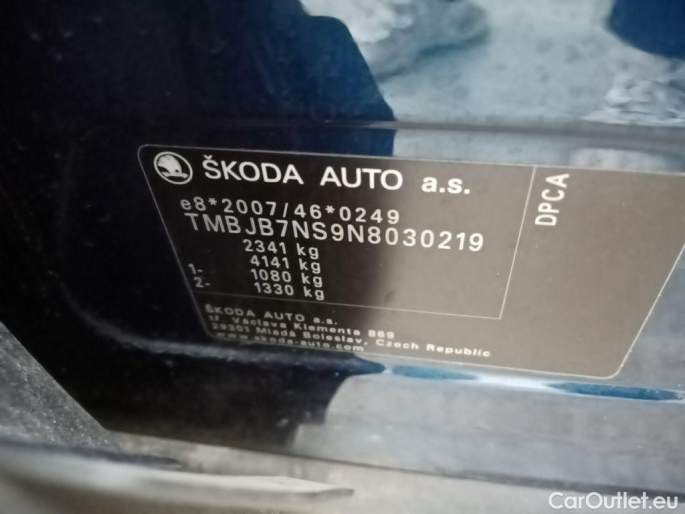 ŠKODA AUTO a.s.
e8*2007/46*0249
TMBJB7NS9N8030219
2341 kg
4141 kg
1- 1080 kg
2- 1330 kg
ŠKODA AUTO a.s.
tř. Václava Klementa 869
29301 Mladá Boleslav, Czech Republic
www.skoda-auto.com
DPCA
CarOutlet.eu